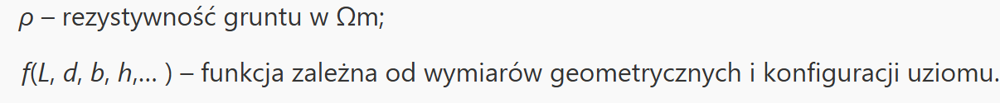 ρ – rezystywność gruntu w Ωm;
f(L, d, b, h,... ) – funkcja zależna od wymiarów geometrycznych i konfiguracji uziomu.